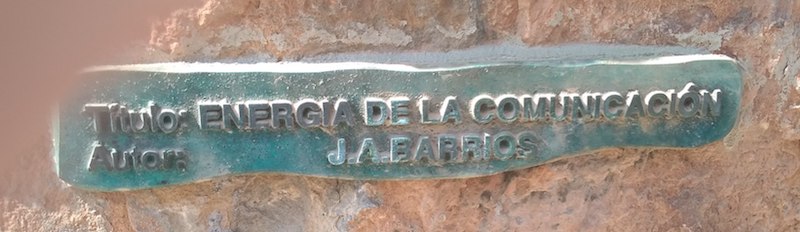 Título: ENERGIA DE LA COMUNICACIÓN
Autor: J.A.BARRIOS